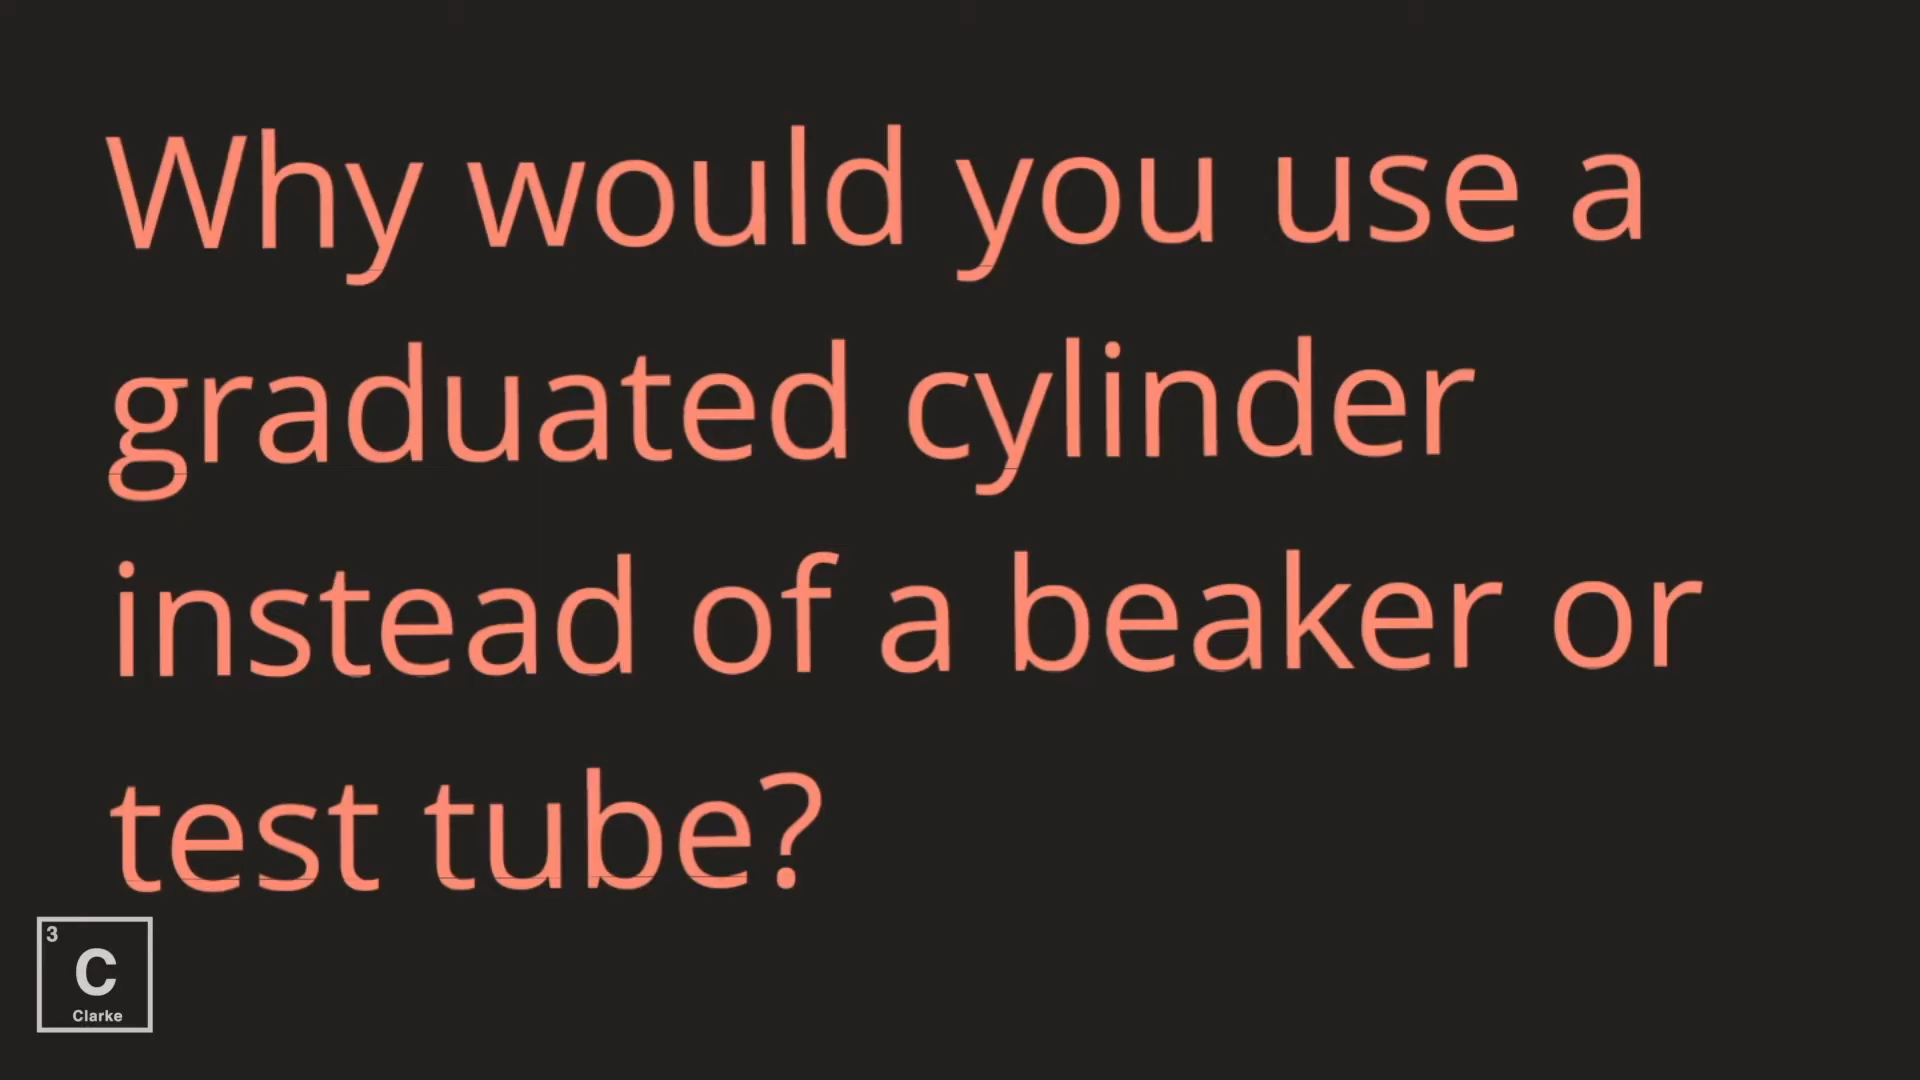 Why would you use a
graduated cylinder
instead of a beaker or
test tube?
3
C
Clarke